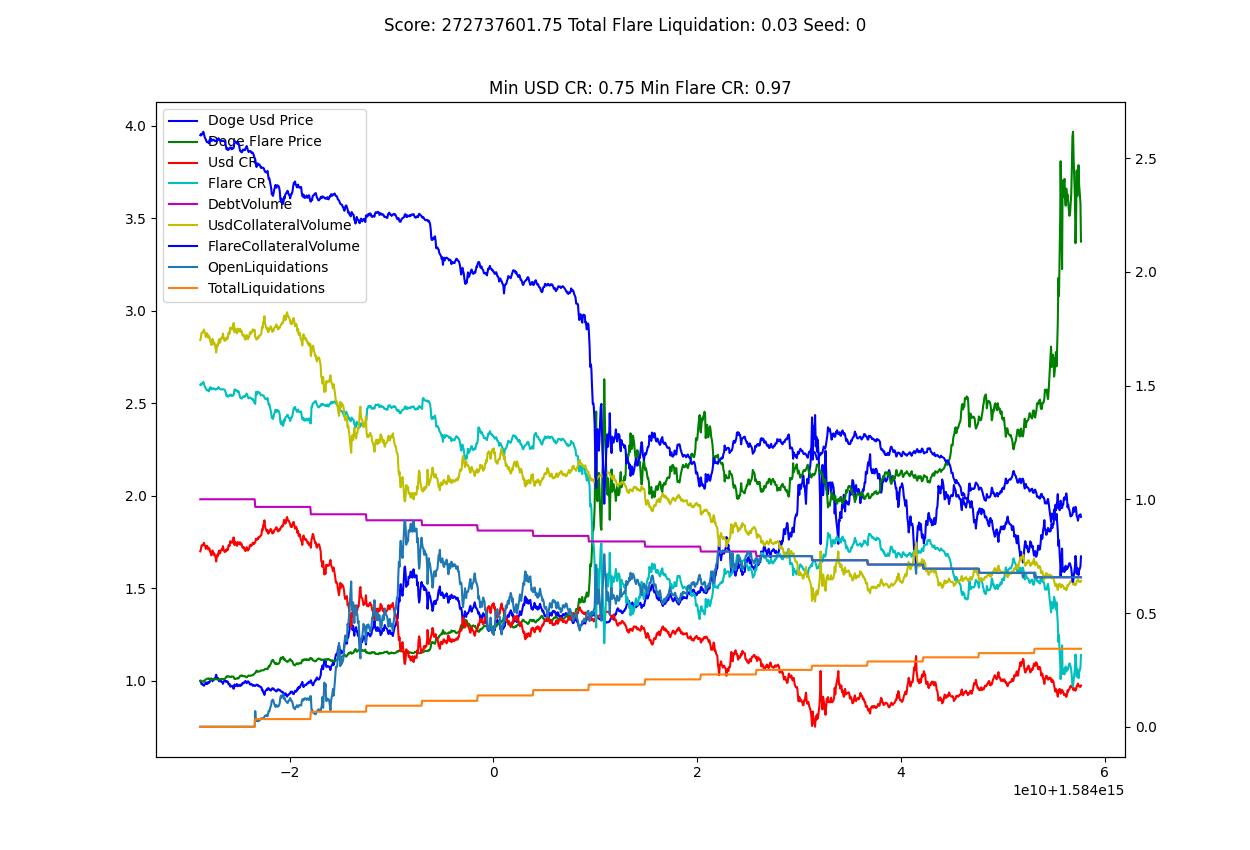 Score: 272737601.75 Total Flare Liquidation: 0.03 Seed: 0
Min USD CR: 0.75 Min Flare CR: 0.97
Doge Usd Price
Doge Flare Price
Usd CR
Flare CR
DebtVolume
UsdCollateralVolume
FlareCollateralVolume
OpenLiquidations
TotalLiquidations
4.0
3.5
3.0
2.5
2.0
1.5
1.0
2.5
2.0
1.5
1.0
0.5
0.0
−2 0 2 4 6
1e10+1.584e15